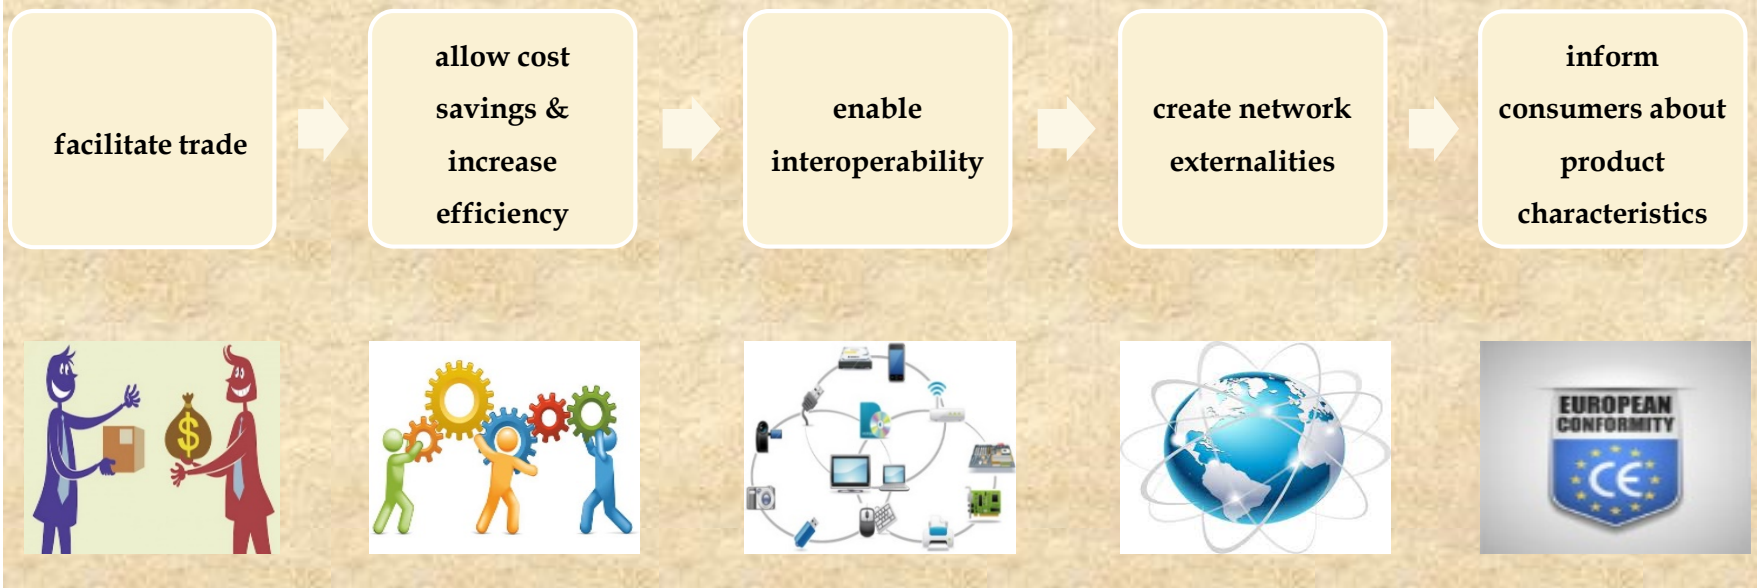 facilitate trade
allow cost
savings &
increase
efficiency
enable
interoperability
create network
externalities
inform
consumers about
product
characteristics
$
EUROPEAN
CONFORMITY
CE